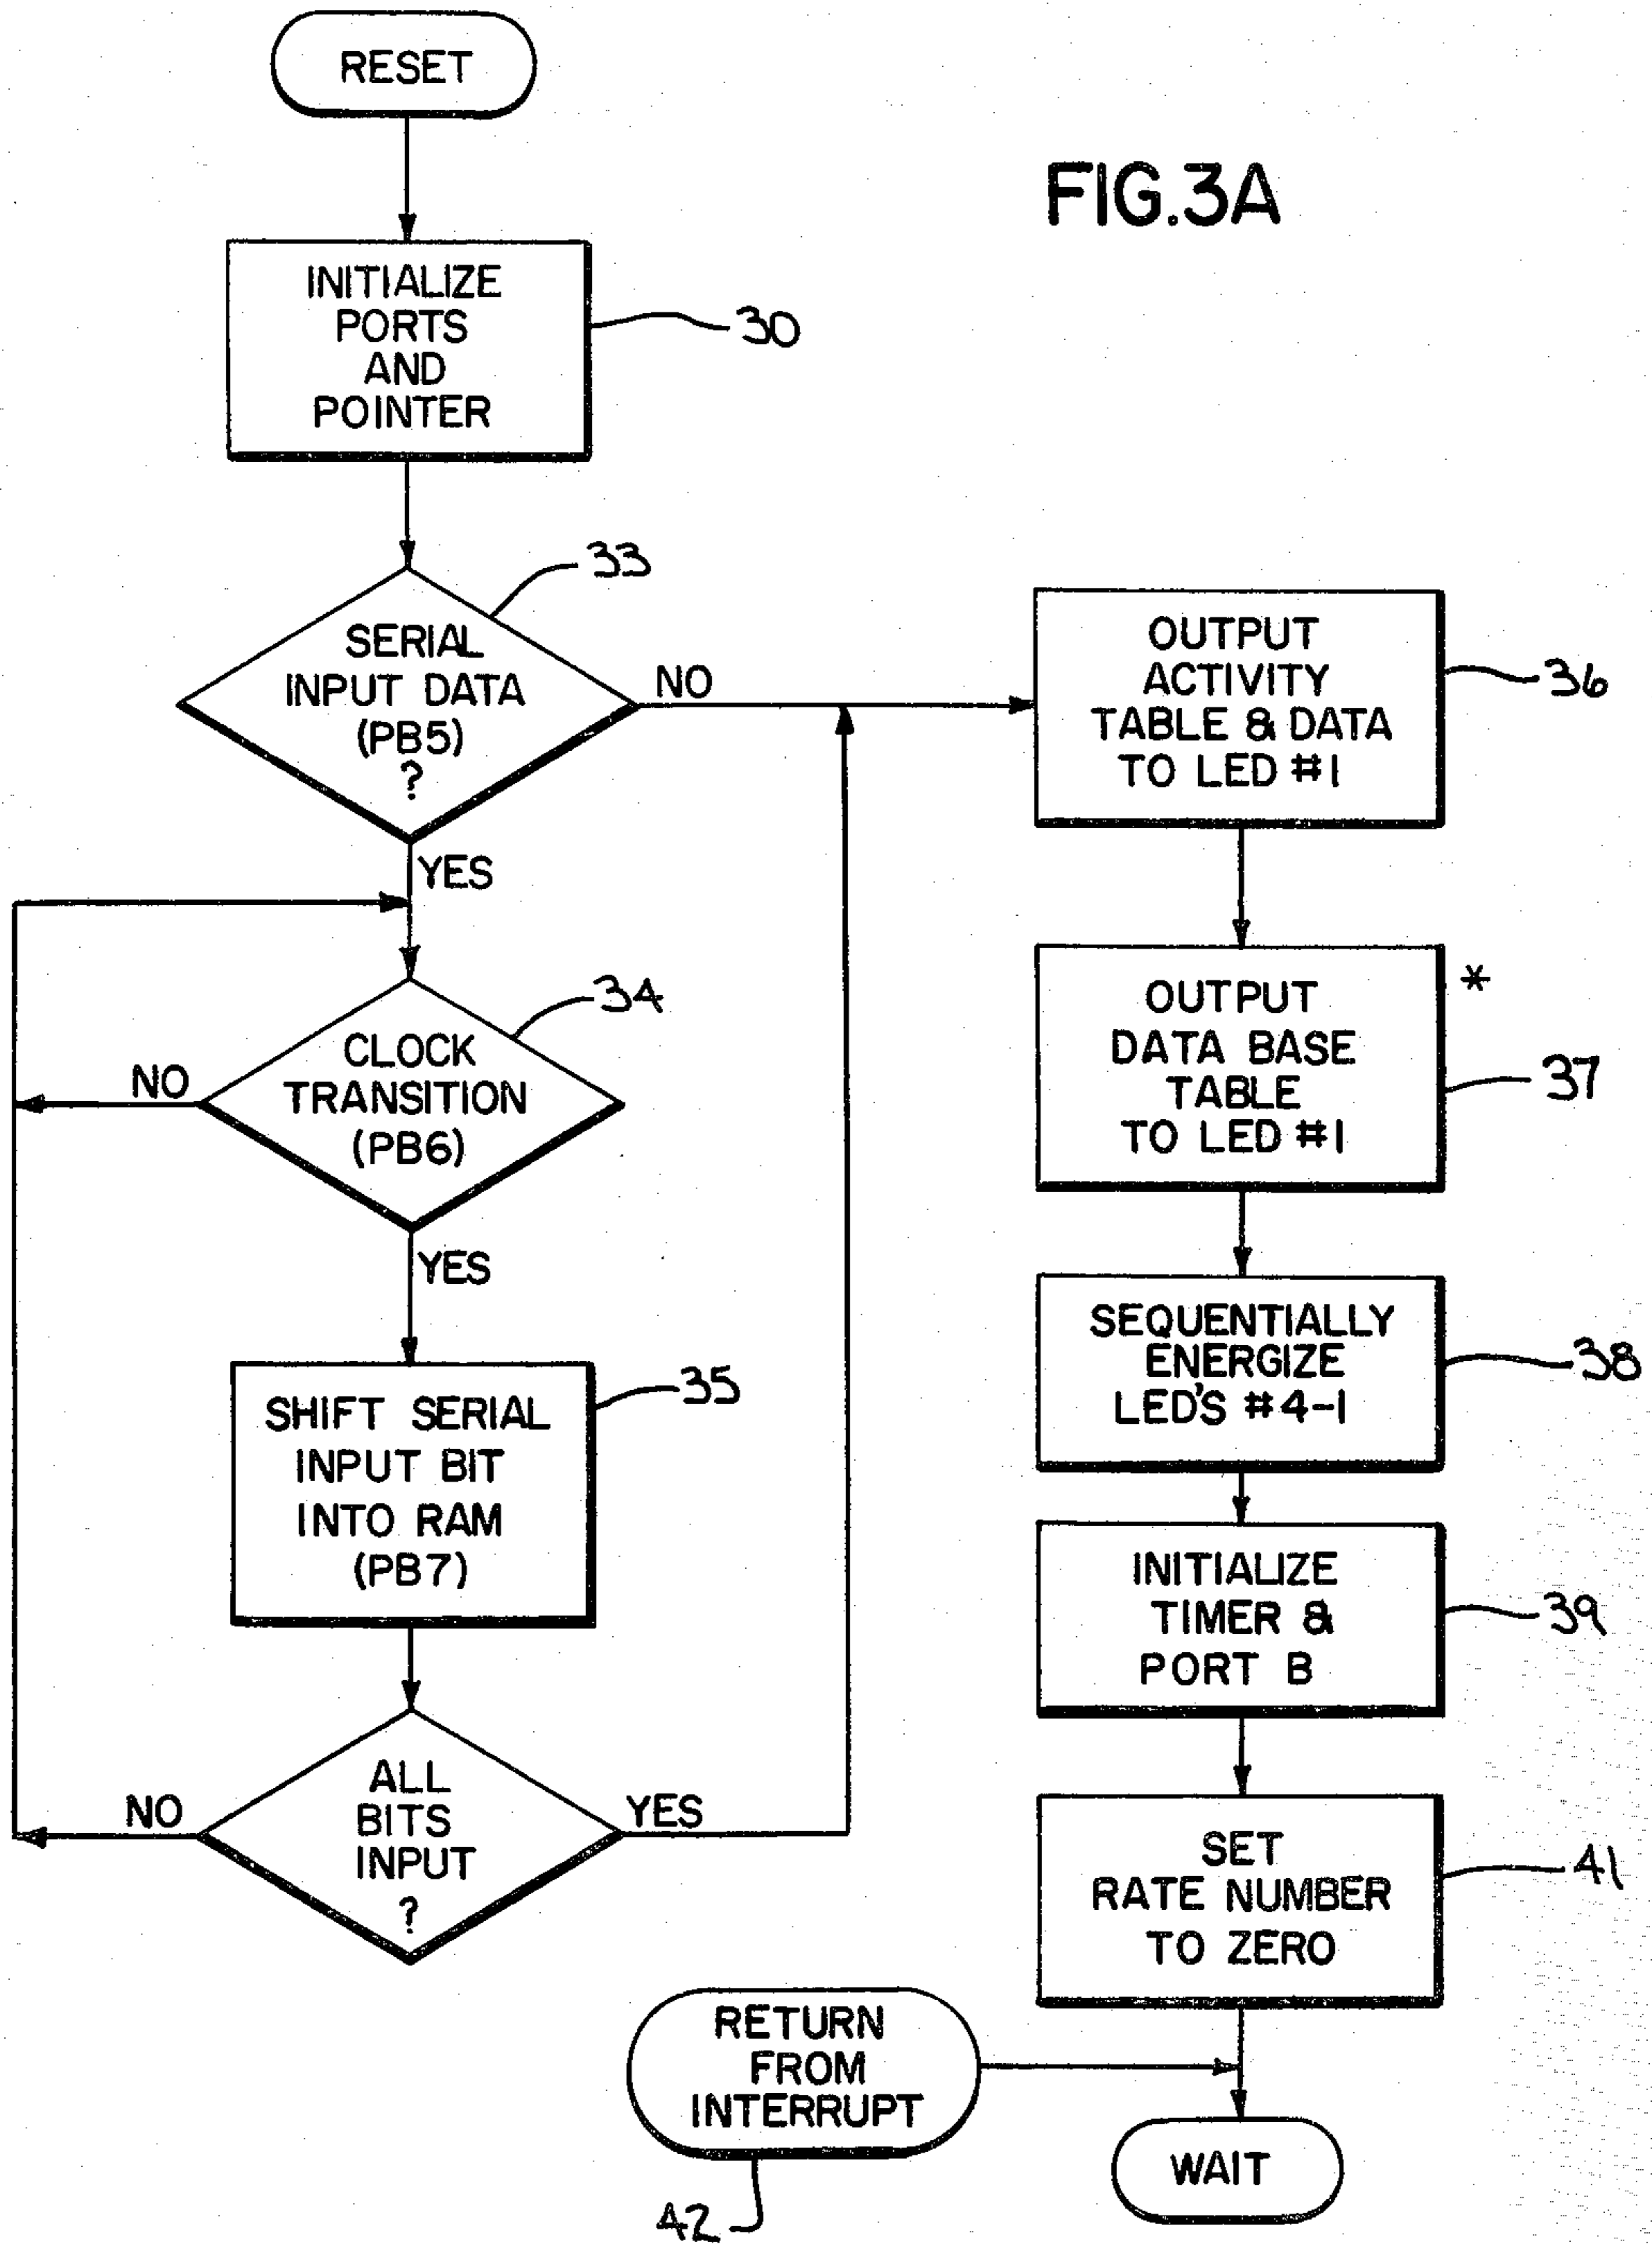 RESET
FIG.3A
INITIALIZE
PORTS
AND
POINTER
30
33
SERIAL
INPUT DATA
(PB5)
?
NO
YES
34
CLOCK
TRANSITION
(PB6)
NO
YES
35
SHIFT SERIAL
INPUT BIT
INTO RAM
(PB7)
ALL
BITS
INPUT
?
NO
YES
OUTPUT
ACTIVITY
TABLE & DATA
TO LED #1
36
OUTPUT
DATA BASE
TABLE
TO LED #1
*
37
SEQUENTIALLY
ENERGIZE
LED'S #4-1
38
INITIALIZE
TIMER &
PORT B
39
SET
RATE NUMBER
TO ZERO
41
RETURN
FROM
INTERRUPT
42
WAIT